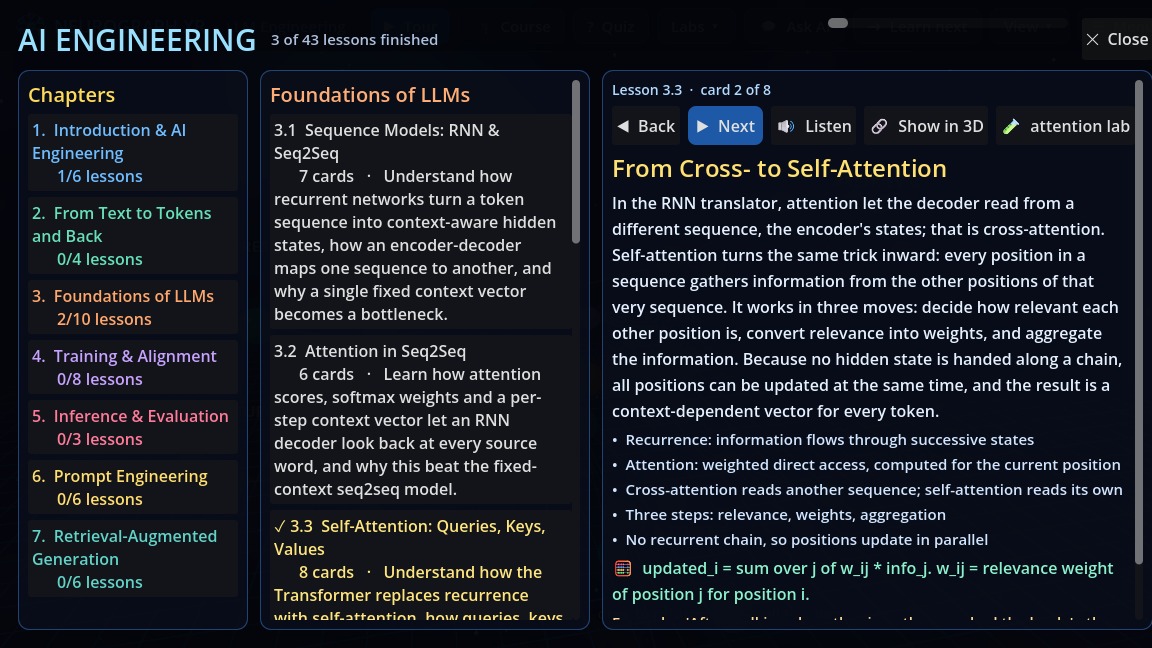 AI ENGINEERING
3 of 43 lessons finished
Close
Chapters
1. Introduction & AI
Engineering
1/6 lessons
2. From Text to Tokens
and Back
0/4 lessons
3. Foundations of LLMs
2/10 lessons
4. Training & Alignment
0/8 lessons
5. Inference & Evaluation
0/3 lessons
6. Prompt Engineering
0/6 lessons
7. Retrieval-Augmented
Generation
0/6 lessons
Foundations of LLMs
3.1 Sequence Models: RNN &
Seq2Seq
7 cards · Understand how
recurrent networks turn a token
sequence into context-aware hidden
states, how an encoder-decoder
maps one sequence to another, and
why a single fixed context vector
becomes a bottleneck.
3.2 Attention in Seq2Seq
6 cards · Learn how attention
scores, softmax weights and a per-
step context vector let an RNN
decoder look back at every source
word, and why this beat the fixed-
context seq2seq model.
✓ 3.3 Self-Attention: Queries, Keys,
Values
8 cards · Understand how the
Transformer replaces recurrence
with self-attention, how queries, keys
Lesson 3.3 · card 2 of 8
◀ Back
▶ Next
Listen
Show in 3D
attention lab
From Cross- to Self-Attention
In the RNN translator, attention let the decoder read from a
different sequence, the encoder's states; that is cross-attention.
Self-attention turns the same trick inward: every position in a
sequence gathers information from the other positions of that
very sequence. It works in three moves: decide how relevant each
other position is, convert relevance into weights, and aggregate
the information. Because no hidden state is handed along a chain,
all positions can be updated at the same time, and the result is a
context-dependent vector for every token.
• Recurrence: information flows through successive states
• Attention: weighted direct access, computed for the current position
• Cross-attention reads another sequence; self-attention reads its own
• Three steps: relevance, weights, aggregation
• No recurrent chain, so positions update in parallel
updated_i = sum over j of w_ij * info_j. w_ij = relevance weight
of position j for position i.